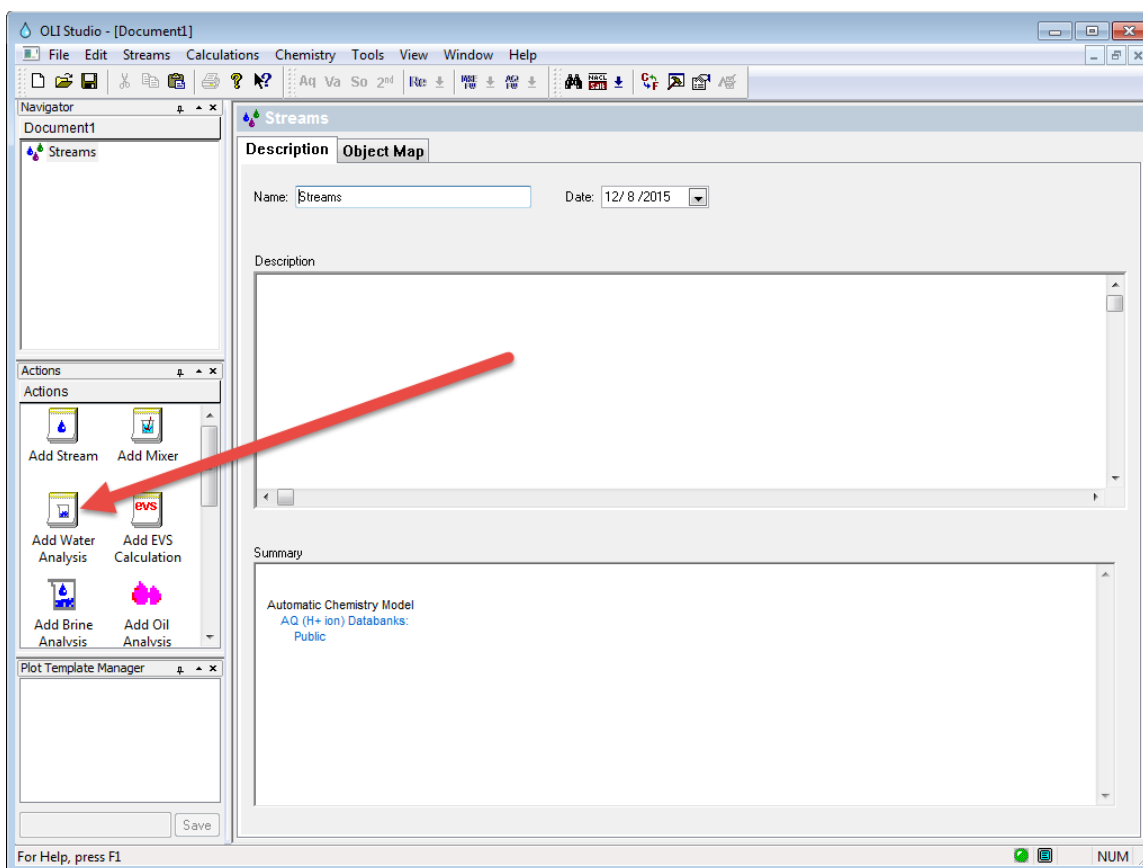 OLI Studio - [Document1]
File Edit Streams Calculations Chemistry Tools View Window Help
Aq Va So 2nd
Navigator
Document1
Streams
Actions
Actions
Add Stream Add Mixer
evs
Add Water Add EVS
Analysis Calculation
Add Brine Add Oil
Analysis Analysis
Plot Template Manager
Save
Streams
Description Object Map
Name: Streams Date: 12/ 8 /2015
Description
Summary
Automatic Chemistry Model
AQ (H+ ion) Databanks:
Public
For Help, press F1 NUM